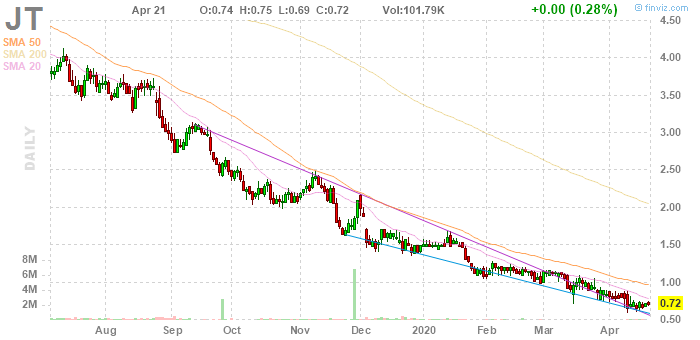 JT Apr 21 O:0.74 H:0.75 L:0.69 C:0.72 Vol:101.79K +0.00 (0.28%)
© finviz.com
SMA 50
SMA 200
SMA 20
DAILY
4.50
4.00
3.50
3.00
2.50
2.00
1.50
1.00
0.72
0.50
8M
6M
4M
2M
Aug Sep Oct Nov Dec 2020 Feb Mar Apr